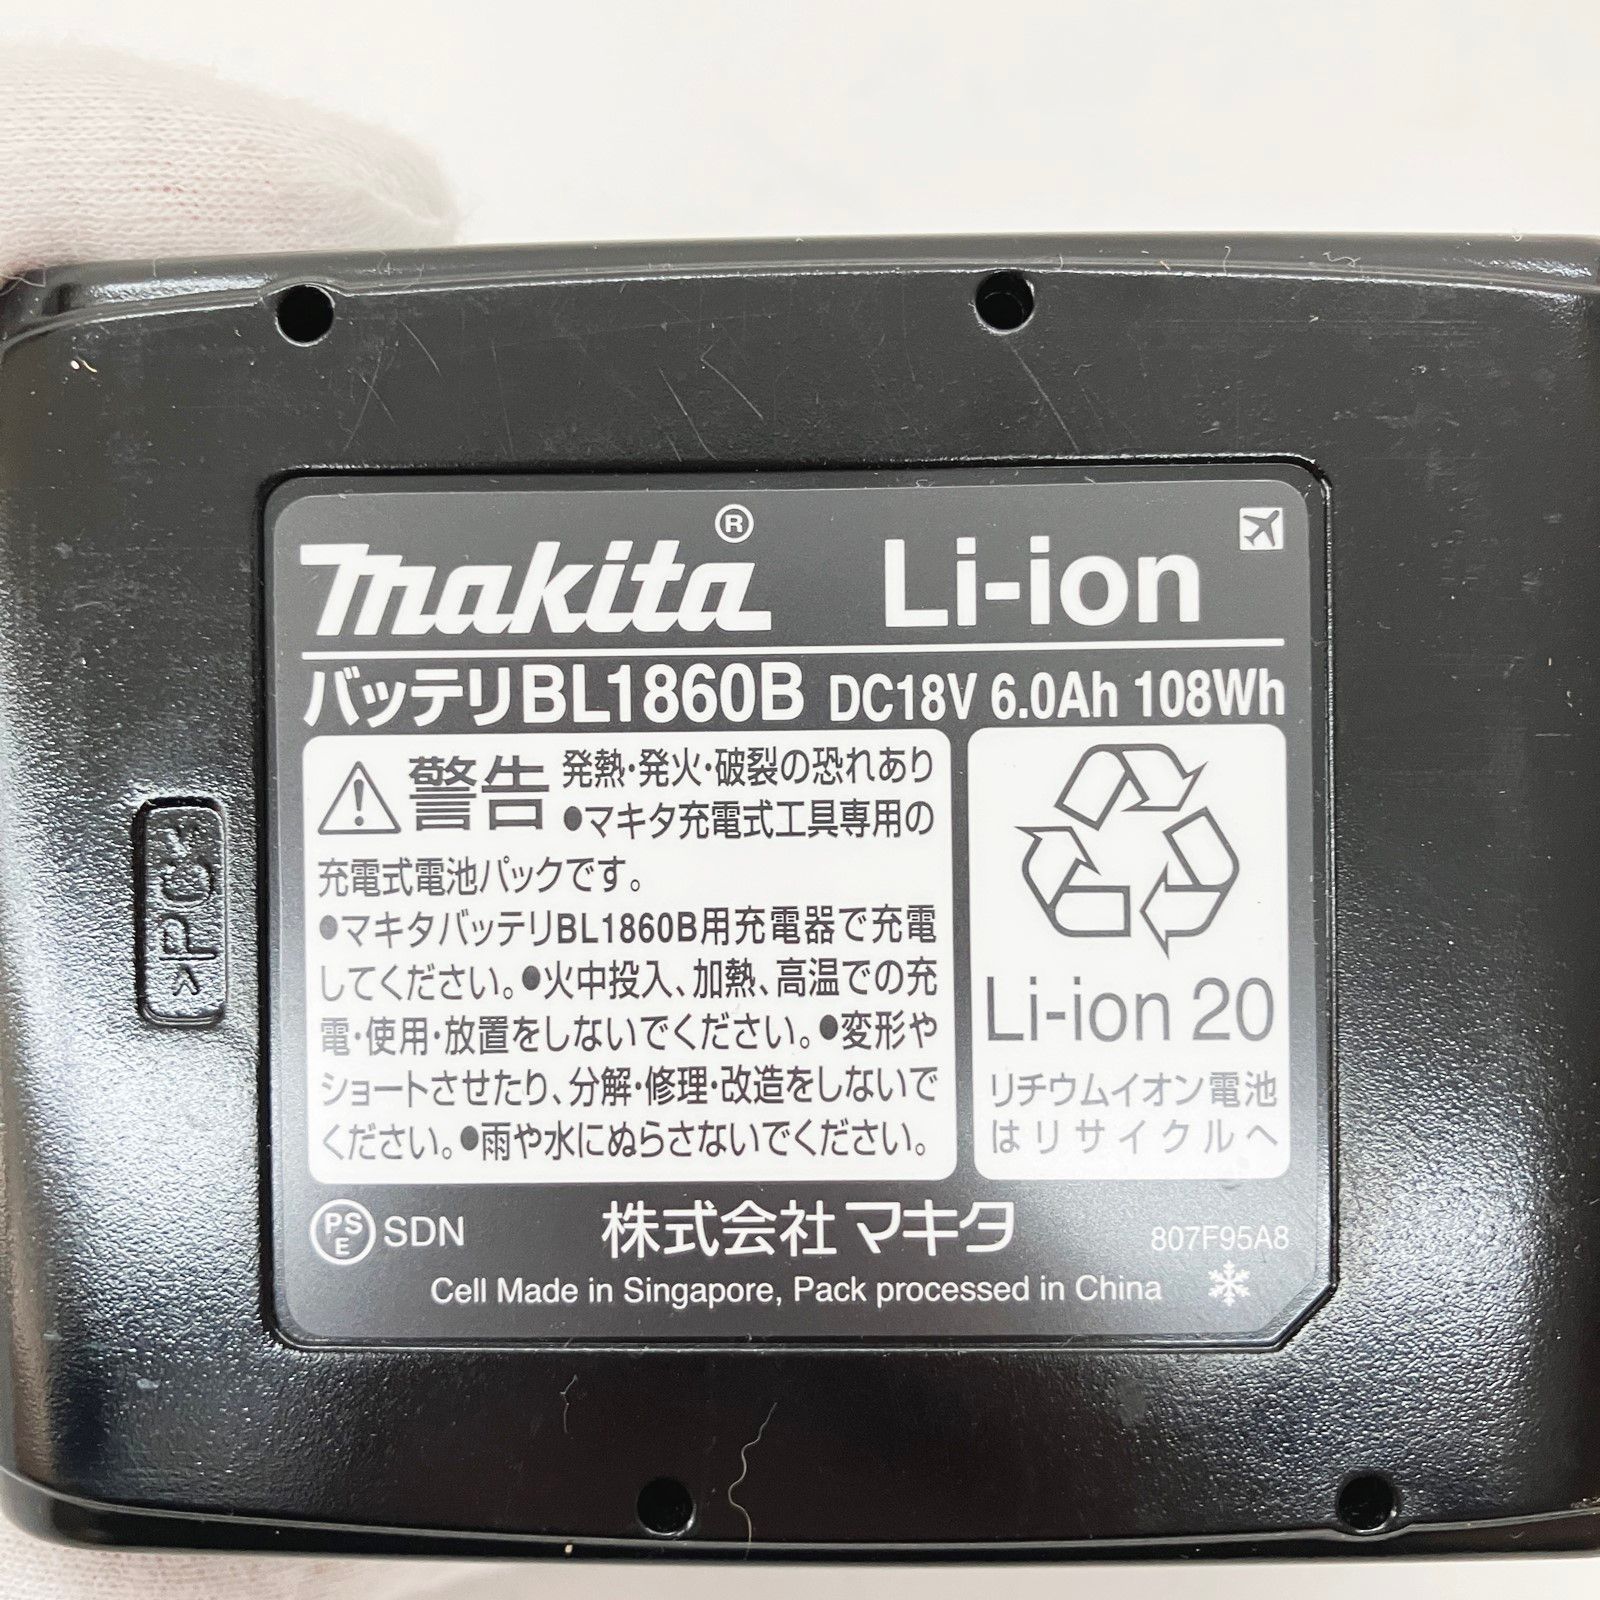 makita® Li-ion
バッテリBL1860B DC18V 6.0Ah 108Wh
警告 発熱・発火・破裂の恐れあり
●マキタ充電式工具専用の
充電式電池パックです。
●マキタバッテリBL1860B用充電器で充電
してください。●火中投入、加熱、高温での充
電・使用・放置をしないでください。●変形や
ショートさせたり、分解・修理・改造をしないで
ください。●雨や水にぬらさないでください。
Li-ion 20
リチウムイオン電池
はリサイクルへ
PSE SDN 株式会社マキタ 807F95A8
Cell Made in Singapore, Pack processed in China
>PC<